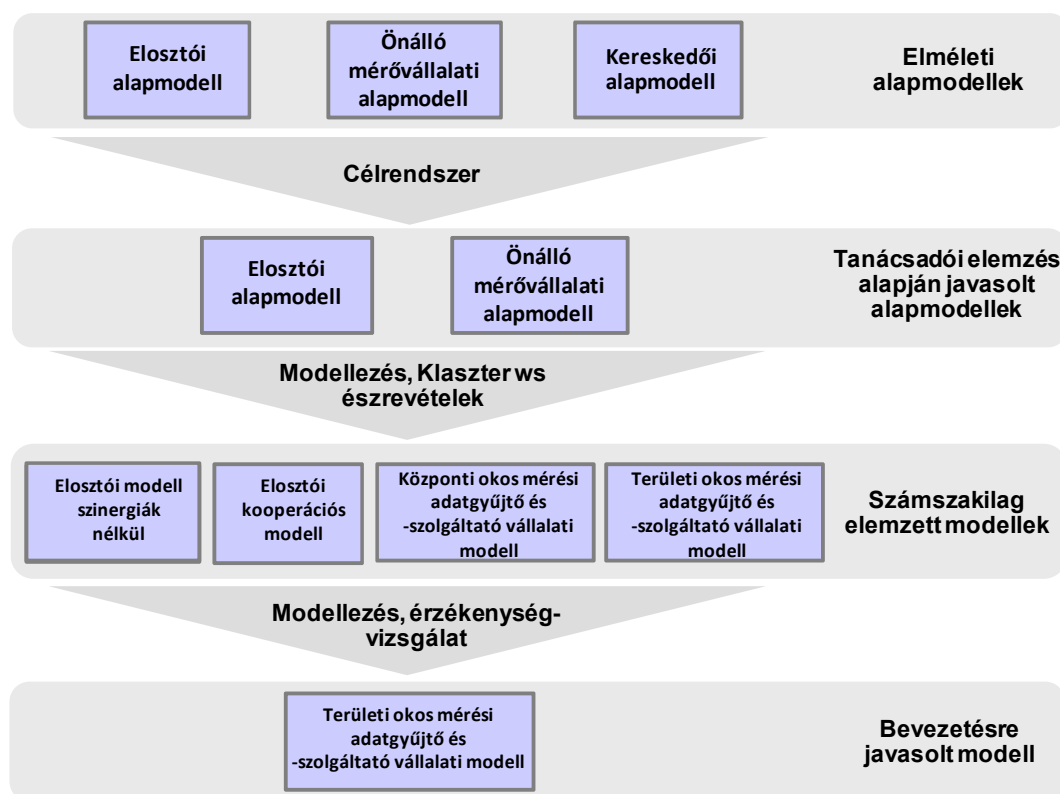 Elosztói
alapmodell
Önálló
mérővállalati
alapmodell
Kereskedői
alapmodell
Elméleti
alapmodellek
Célrendszer
Elosztói
alapmodell
Önálló
mérővállalati
alapmodell
Tanácsadói elemzés
alapján javasolt
alapmodellek
Modellezés, Klaszter ws
észrevételek
Elosztói modell
szinergiák
nélkül
Elosztói
kooperációs
modell
Központi okos mérési
adatgyűjtő és
-szolgáltató vállalati
modell
Területi okos mérési
adatgyűjtő és
-szolgáltató vállalati
modell
Számszakilag
elemzett modellek
Modellezés, érzékenység-
vizsgálat
Területi okos mérési
adatgyűjtő és
-szolgáltató vállalati modell
Bevezetésre
javasolt modell